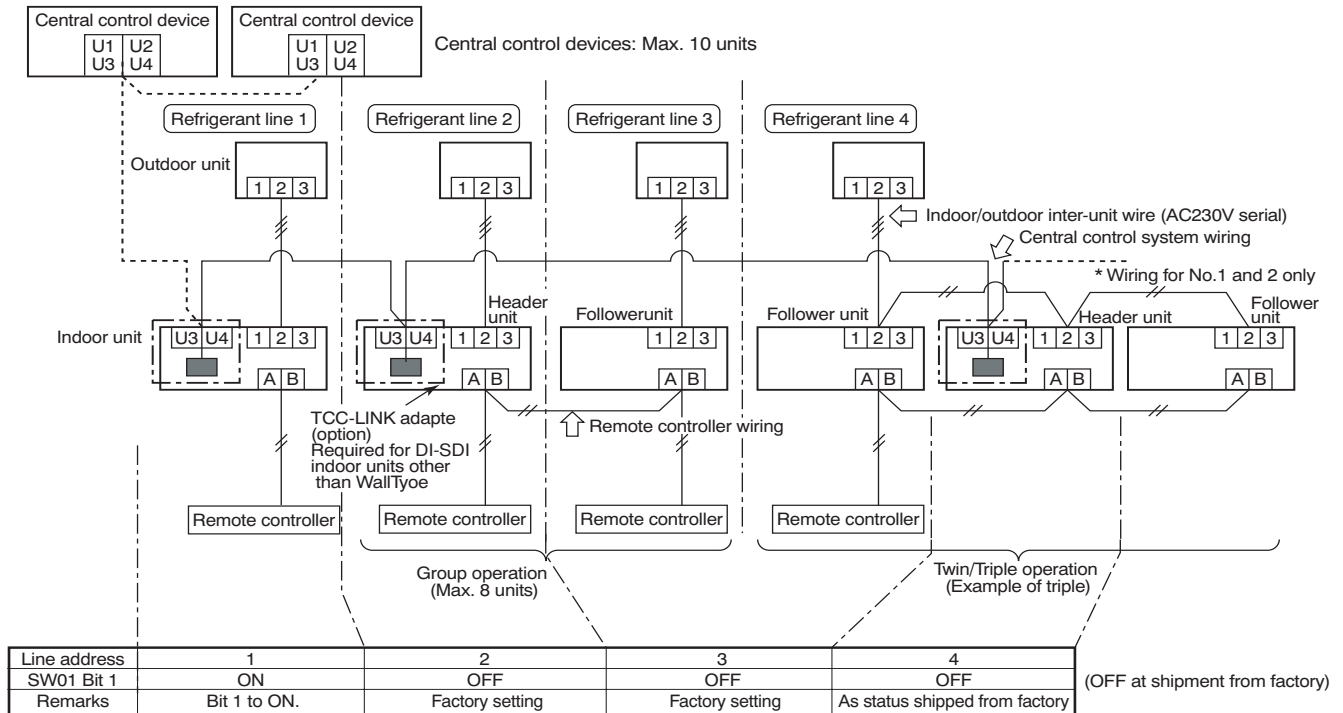 Central control device
U1 U2
U3 U4
Central control device
U1 U2
U3 U4
Central control devices: Max. 10 units
Refrigerant line 1
Refrigerant line 2
Refrigerant line 3
Refrigerant line 4
Outdoor unit
1 2 3
1 2 3
1 2 3
1 2 3
Indoor/outdoor inter-unit wire (AC230V serial)
Central control system wiring
* Wiring for No.1 and 2 only
Indoor unit
U3 U4
1 2 3
A B
Header
unit
U3 U4
1 2 3
A B
Followerunit
1 2 3
A B
Follower unit
1 2 3
A B
Header unit
U3 U4
1 2 3
A B
Follower
unit
1 2 3
A B
TCC-LINK adapte
(option)
Required for DI-SDI
indoor units other
than WallTyoe
Remote controller wiring
Remote controller
Remote controller
Remote controller
Remote controller
Group operation
(Max. 8 units)
Twin/Triple operation
(Example of triple)
Line address 1 2 3 4
SW01 Bit 1 ON OFF OFF OFF
(OFF at shipment from factory)
Remarks Bit 1 to ON. Factory setting Factory setting As status shipped from factory